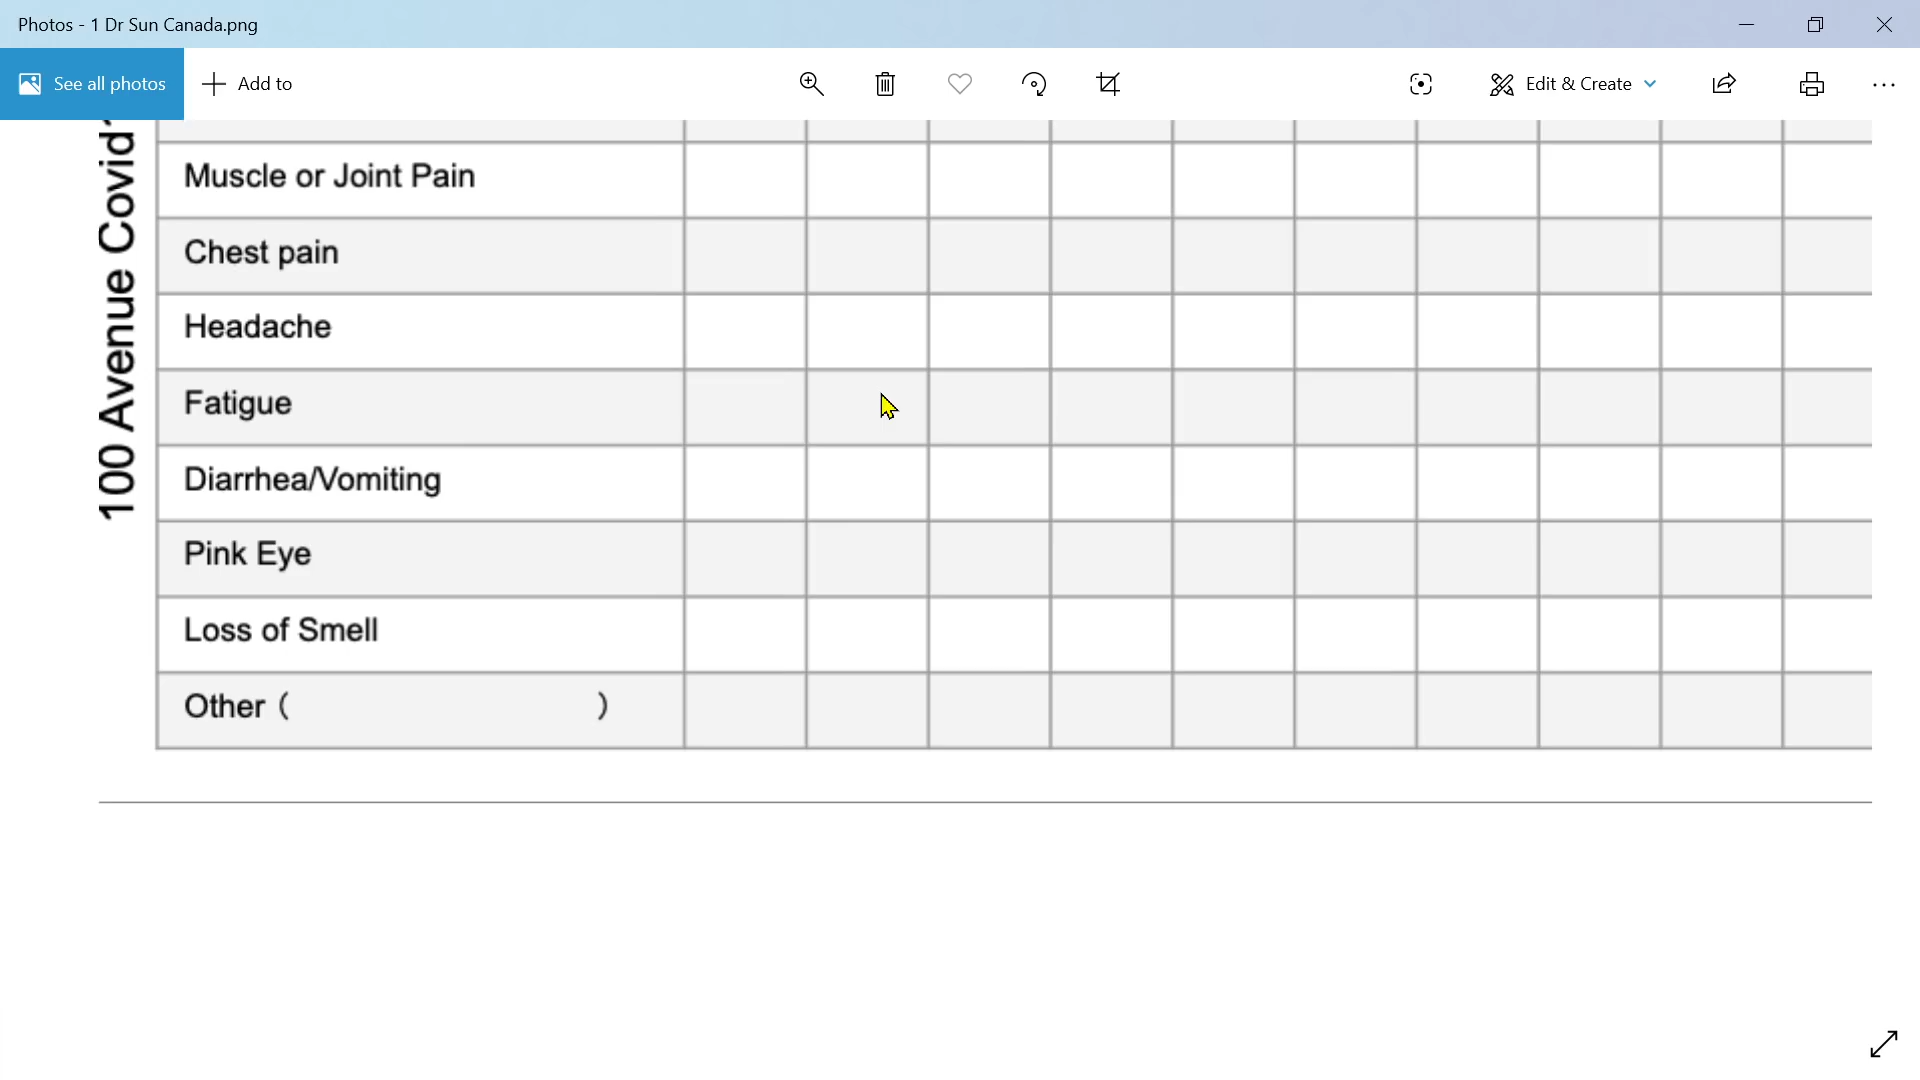 Photos - 1 Dr Sun Canada.png
See all photos
Add to
Edit & Create
100 Avenue Covid
Muscle or Joint Pain
Chest pain
Headache
Fatigue
Diarrhea/Vomiting
Pink Eye
Loss of Smell
Other ( )